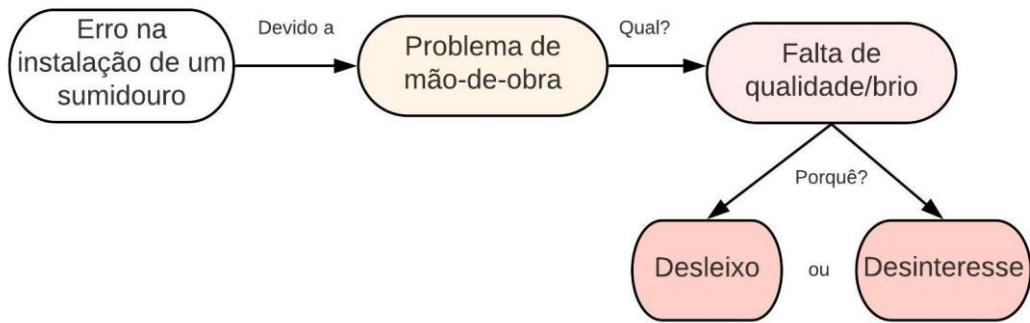 Erro na
instalação de um
sumidouro
Devido a
Problema de
mão-de-obra
Qual?
Falta de
qualidade/brio
Porquê?
Desleixo
ou
Desinteresse